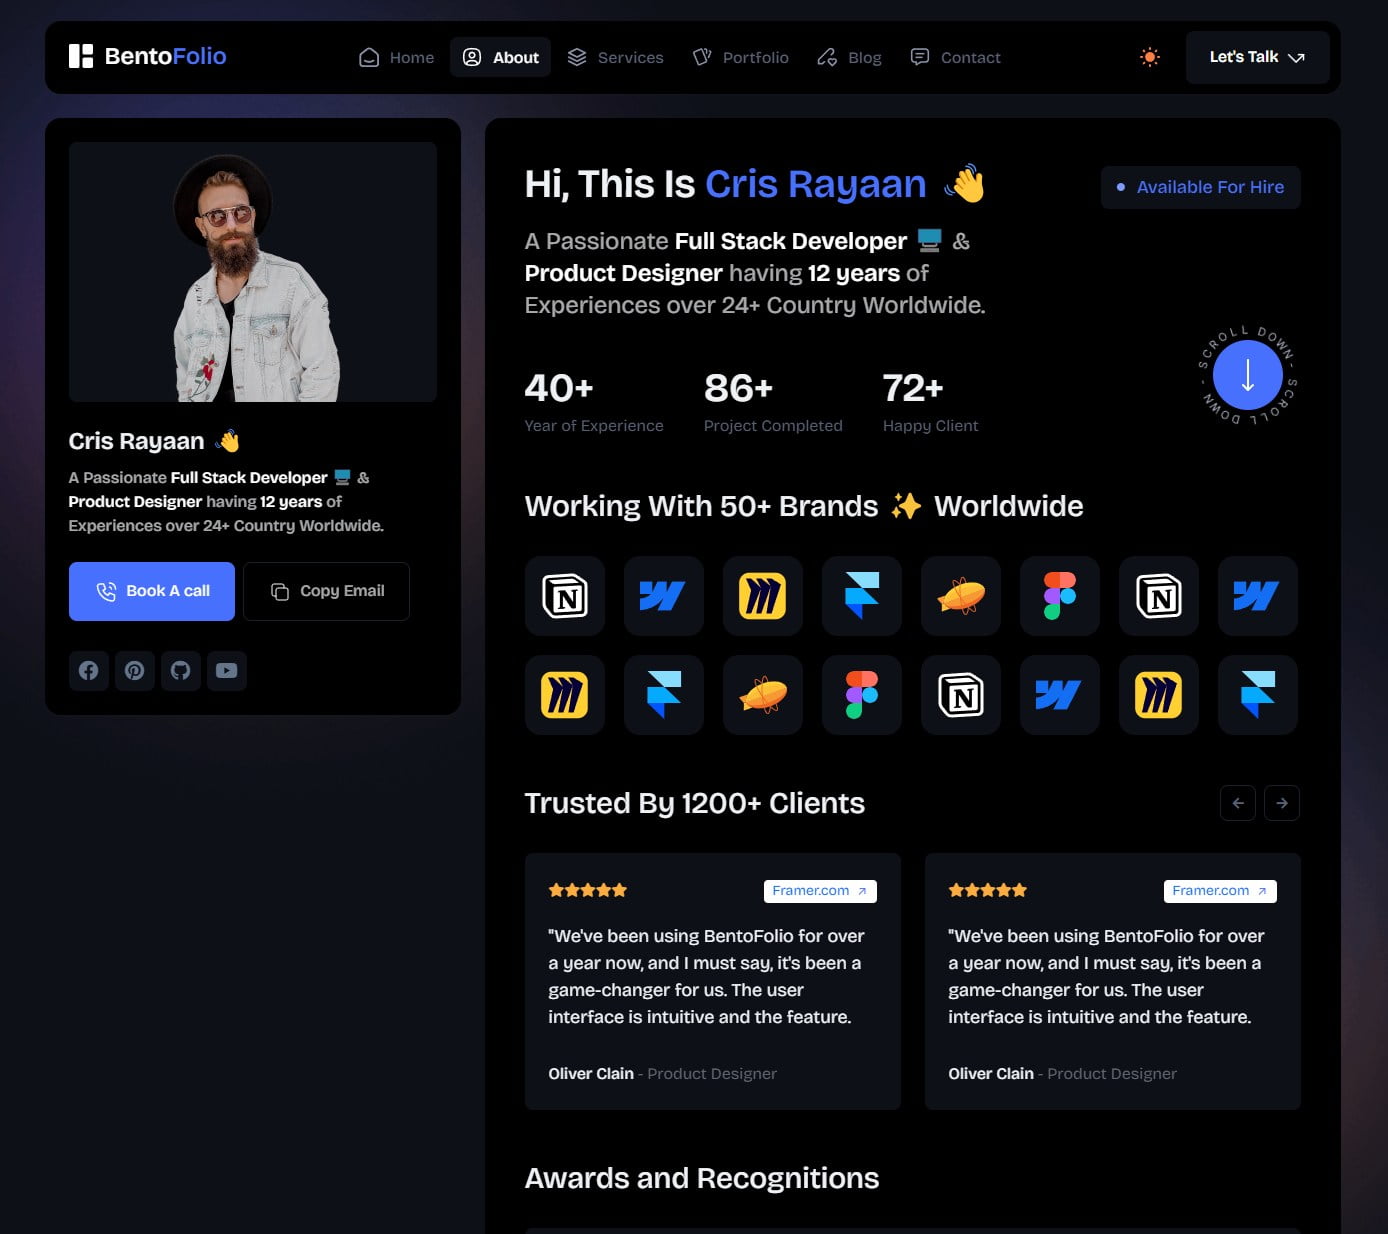 BentoFolio
Home
About
Services
Portfolio
Blog
Contact
Let's Talk
Cris Rayaan 👋
A Passionate Full Stack Developer 💻 &
Product Designer having 12 years of
Experiences over 24+ Country Worldwide.
Book A call
Copy Email
Hi, This Is Cris Rayaan 👋
Available For Hire
A Passionate Full Stack Developer 💻 &
Product Designer having 12 years of
Experiences over 24+ Country Worldwide.
SCROLL DOWN - SCROLL DOWN -
40+
Year of Experience
86+
Project Completed
72+
Happy Client
Working With 50+ Brands ✨ Worldwide
Trusted By 1200+ Clients
Framer.com
"We've been using BentoFolio for over
a year now, and I must say, it's been a
game-changer for us. The user
interface is intuitive and the feature.
Oliver Clain - Product Designer
Framer.com
"We've been using BentoFolio for over
a year now, and I must say, it's been a
game-changer for us. The user
interface is intuitive and the feature.
Oliver Clain - Product Designer
Awards and Recognitions